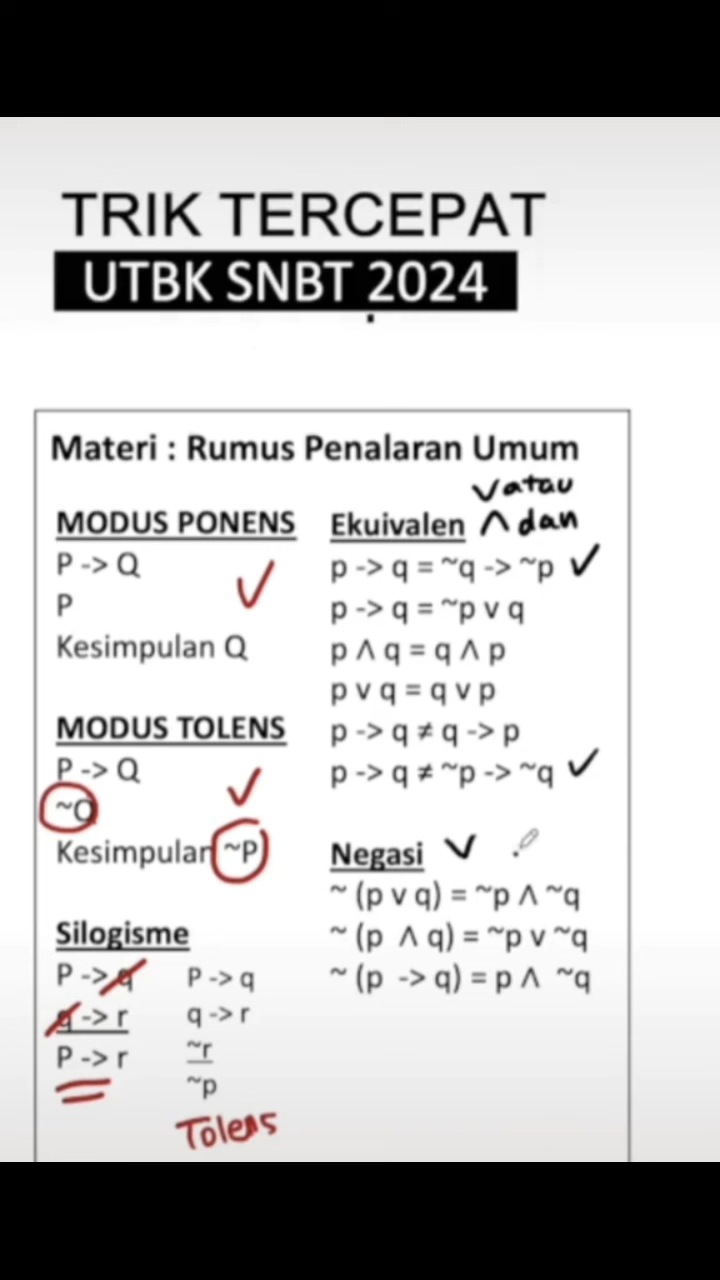 TRIK TERCEPAT
UTBK SNBT 2024
Materi : Rumus Penalaran Umum
MODUS PONENS
P -> Q
P
Kesimpulan Q
MODUS TOLENS
P -> Q
~Q
Kesimpulan ~P
Silogisme
P -> q
q -> r
P -> r
P -> q
q -> r
~r
~p
Tolens
v atau
Ekuivalen ʌ dan
p -> q = ~q -> ~p ✓
p -> q = ~p v q
p ʌ q = q ʌ p
p v q = q v p
p -> q ≠ q -> p
p -> q ≠ ~p -> ~q ✓
Negasi v
~ (p v q) = ~p ʌ ~q
~ (p ʌ q) = ~p v ~q
~ (p -> q) = p ʌ ~q